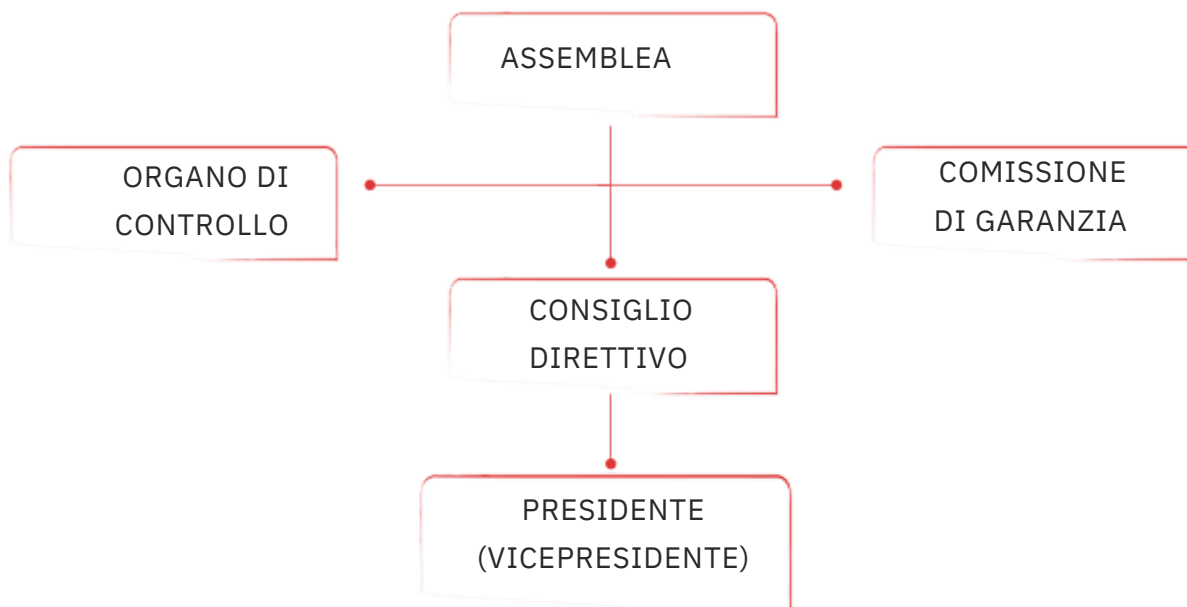 ASSEMBLEA
ORGANO DI
CONTROLLO
COMISSIONE
DI GARANZIA
CONSIGLIO
DIRETTIVO
PRESIDENTE
(VICEPRESIDENTE)